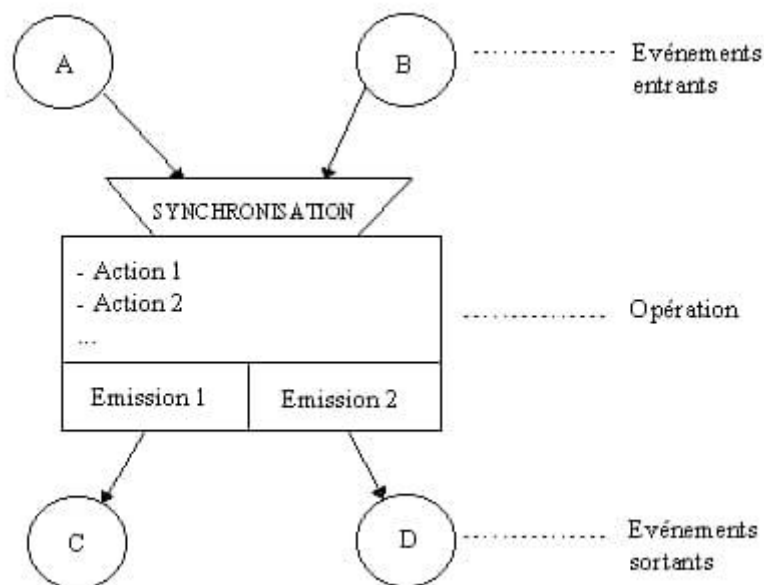 A
B
Evénements
entrants
SYNCHRONISATION
- Action 1
- Action 2
...
Opération
Emission 1
Emission 2
C
D
Evénements
sortants